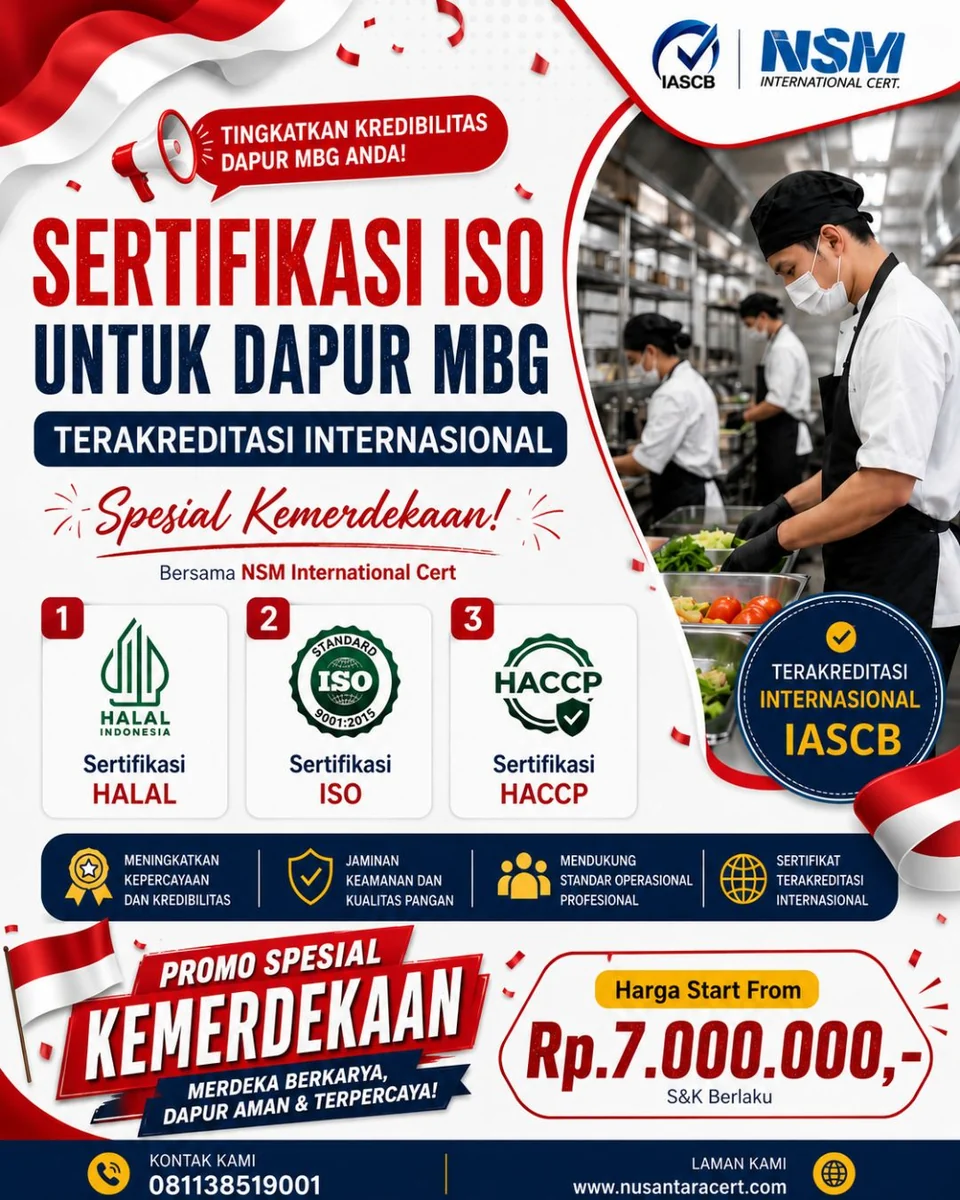 IASCB
NSM
INTERNATIONAL CERT.
TINGKATKAN KREDIBILITAS
DAPUR MBG ANDA!
SERTIFIKASI ISO
UNTUK DAPUR MBG
TERAKREDITASI INTERNASIONAL
Spesial Kemerdekaan!
Bersama NSM International Cert
1
HALAL
INDONESIA
Sertifikasi
HALAL
2
STANDARD
ISO
9001:2015
Sertifikasi
ISO
3
HACCP
Sertifikasi
HACCP
TERAKREDITASI
INTERNASIONAL
IASCB
MENINGKATKAN
KEPERCAYAAN
DAN KREDIBILITAS
JAMINAN
KEAMANAN DAN
KUALITAS PANGAN
MENDUKUNG
STANDAR OPERASIONAL
PROFESIONAL
SERTIFIKAT
TERAKREDITASI
INTERNASIONAL
PROMO SPESIAL
KEMERDEKAAN
MERDEKA BERKARYA,
DAPUR AMAN & TERPERCAYA!
Harga Start From
Rp.7.000.000,-
S&K Berlaku
KONTAK KAMI
081138519001
LAMAN KAMI
www.nusantaracert.com